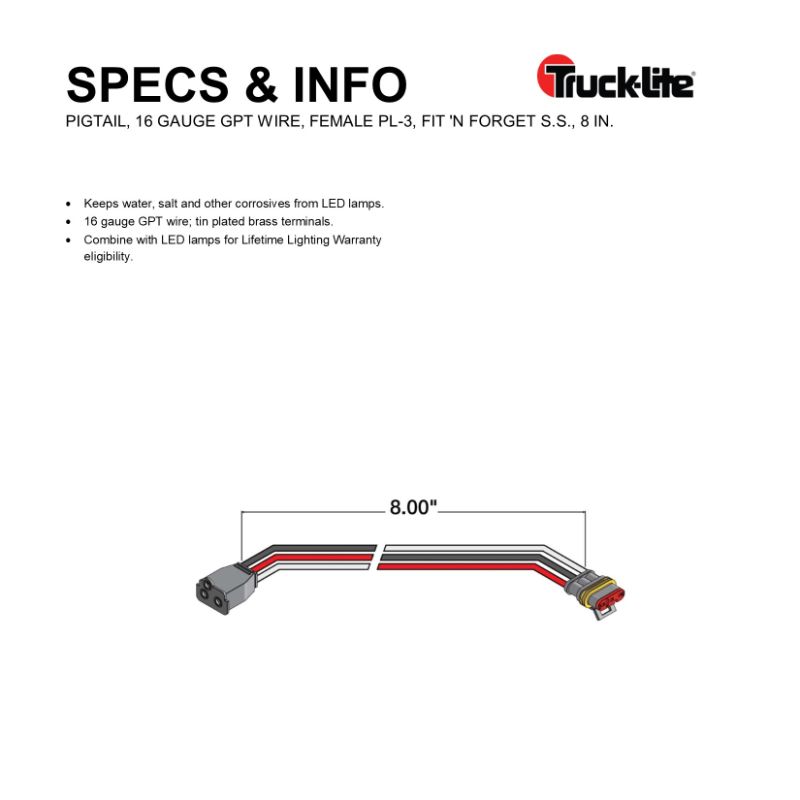 SPECS & INFO
Truck-Lite®
PIGTAIL, 16 GAUGE GPT WIRE, FEMALE PL-3, FIT 'N FORGET S.S., 8 IN.
• Keeps water, salt and other corrosives from LED lamps.
• 16 gauge GPT wire; tin plated brass terminals.
• Combine with LED lamps for Lifetime Lighting Warranty
eligibility.
8.00"